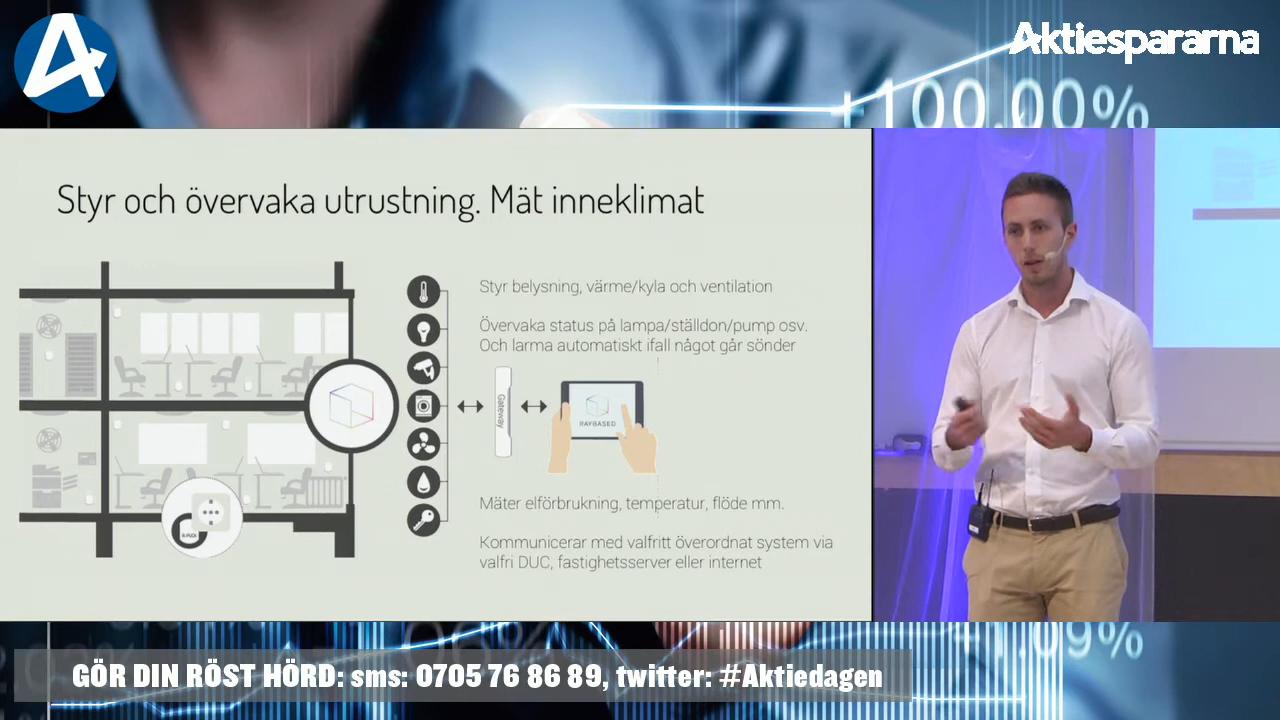 Aktiespararna
+100.00%
Styr och övervaka utrustning. Mät inneklimat
Styr belysning, värme/kyla och ventilation
Övervaka status på lampa/ställdon/pump osv.
Och larma automatiskt ifall något går sönder
Gateway
RAYBASED
Mäter elförbrukning, temperatur, flöde mm.
Kommunicerar med valfritt överordnat system via
valfri DUC, fastighetsserver eller internet
+1.09%
GÖR DIN RÖST HÖRD: sms: 0705 76 86 89, twitter: #Aktiedagen